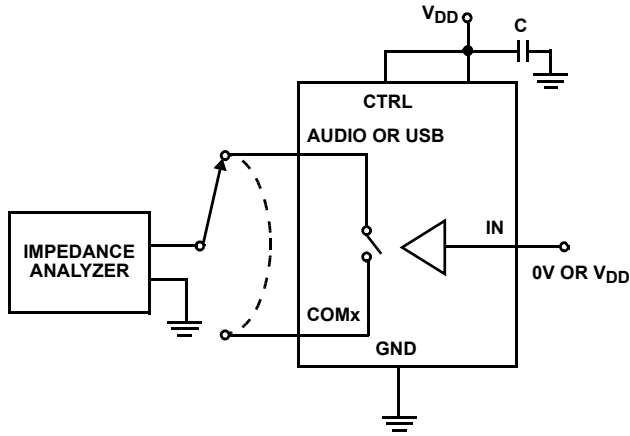 VDD
C
CTRL
AUDIO OR USB
IMPEDANCE
ANALYZER
IN
0V OR VDD
COMx
GND